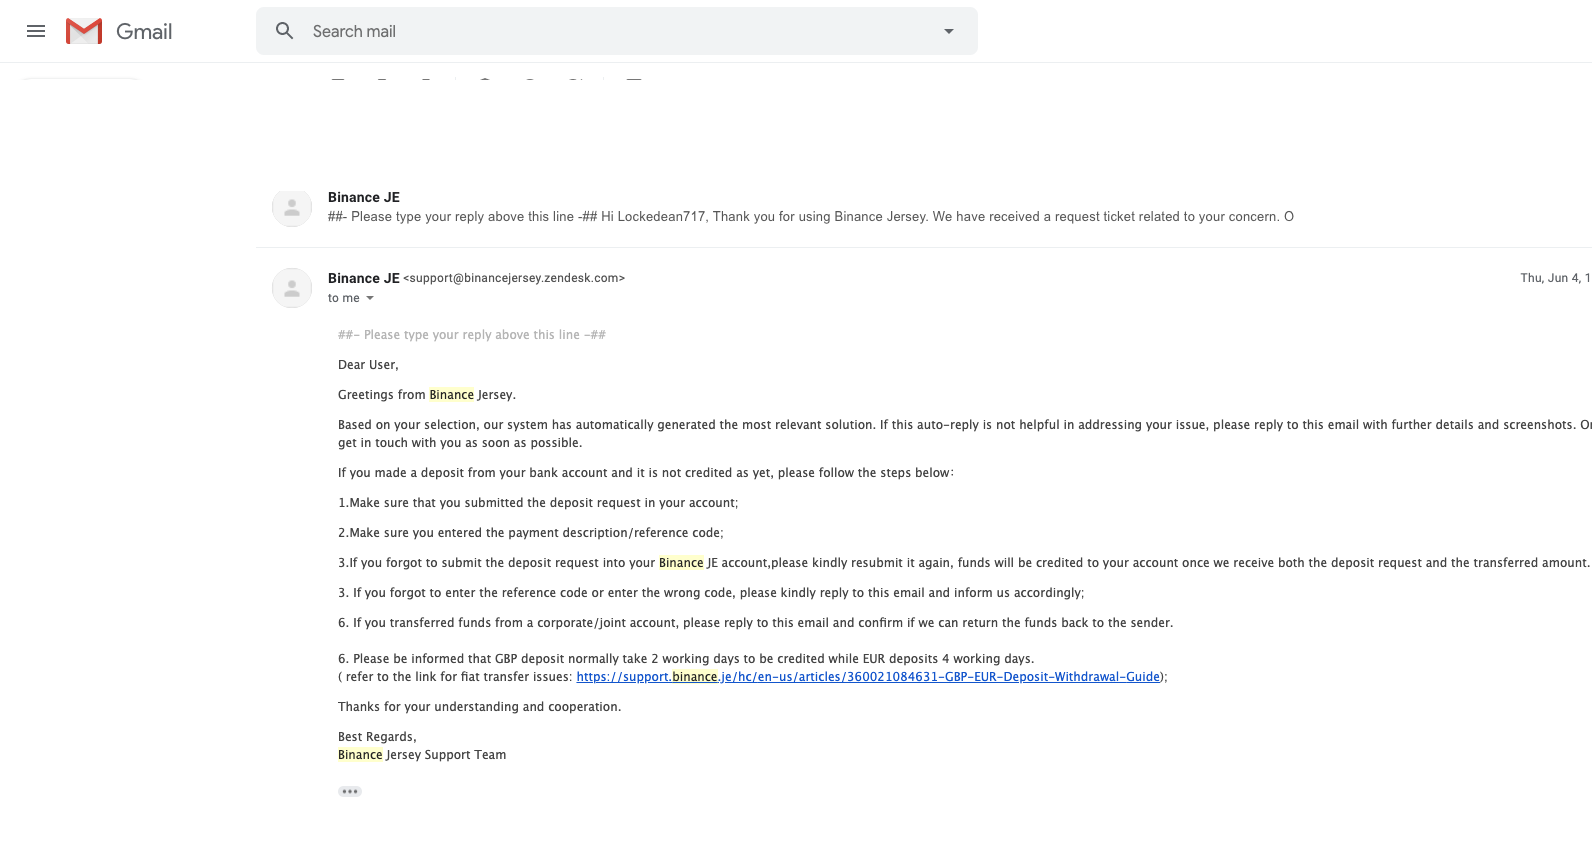 Gmail
Search mail
Binance JE
##- Please type your reply above this line -## Hi Lockedean717, Thank you for using Binance Jersey. We have received a request ticket related to your concern. O
Binance JE <support@binancejersey.zendesk.com>
Thu, Jun 4, 1
to me
##- Please type your reply above this line -##
Dear User,
Greetings from Binance Jersey.
Based on your selection, our system has automatically generated the most relevant solution. If this auto-reply is not helpful in addressing your issue, please reply to this email with further details and screenshots.
get in touch with you as soon as possible.
If you made a deposit from your bank account and it is not credited as yet, please follow the steps below:
1.Make sure that you submitted the deposit request in your account;
2.Make sure you entered the payment description/reference code;
3.If you forgot to submit the deposit request into your Binance JE account,please kindly resubmit it again, funds will be credited to your account once we receive both the deposit request and the transferred amount.
3. If you forgot to enter the reference code or enter the wrong code, please kindly reply to this email and inform us accordingly;
6. If you transferred funds from a corporate/joint account, please reply to this email and confirm if we can return the funds back to the sender.
6. Please be informed that GBP deposit normally take 2 working days to be credited while EUR deposits 4 working days.
( refer to the link for fiat transfer issues: https://support.binance.je/hc/en-us/articles/360021084631-GBP-EUR-Deposit-Withdrawal-Guide);
Thanks for your understanding and cooperation.
Best Regards,
Binance Jersey Support Team